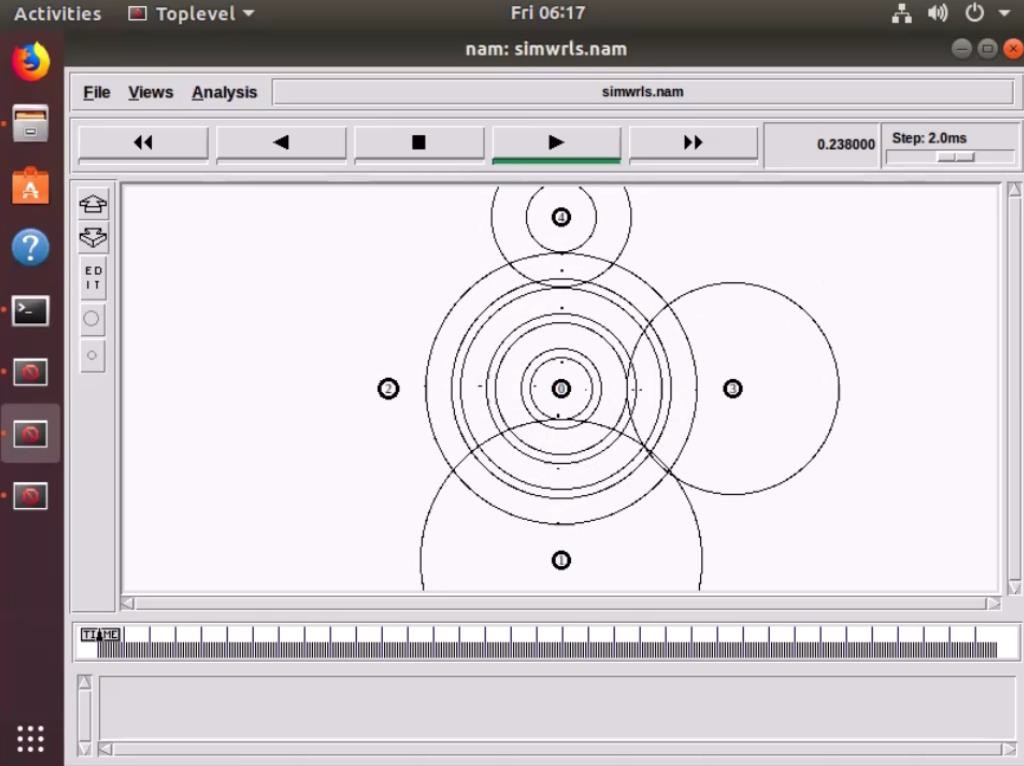 Activities Toplevel Fri 06:17
nam: simwrls.nam
File Views Analysis simwrls.nam
0.238000 Step: 2.0ms
ED
IT
4
2 0 3
1
TIME